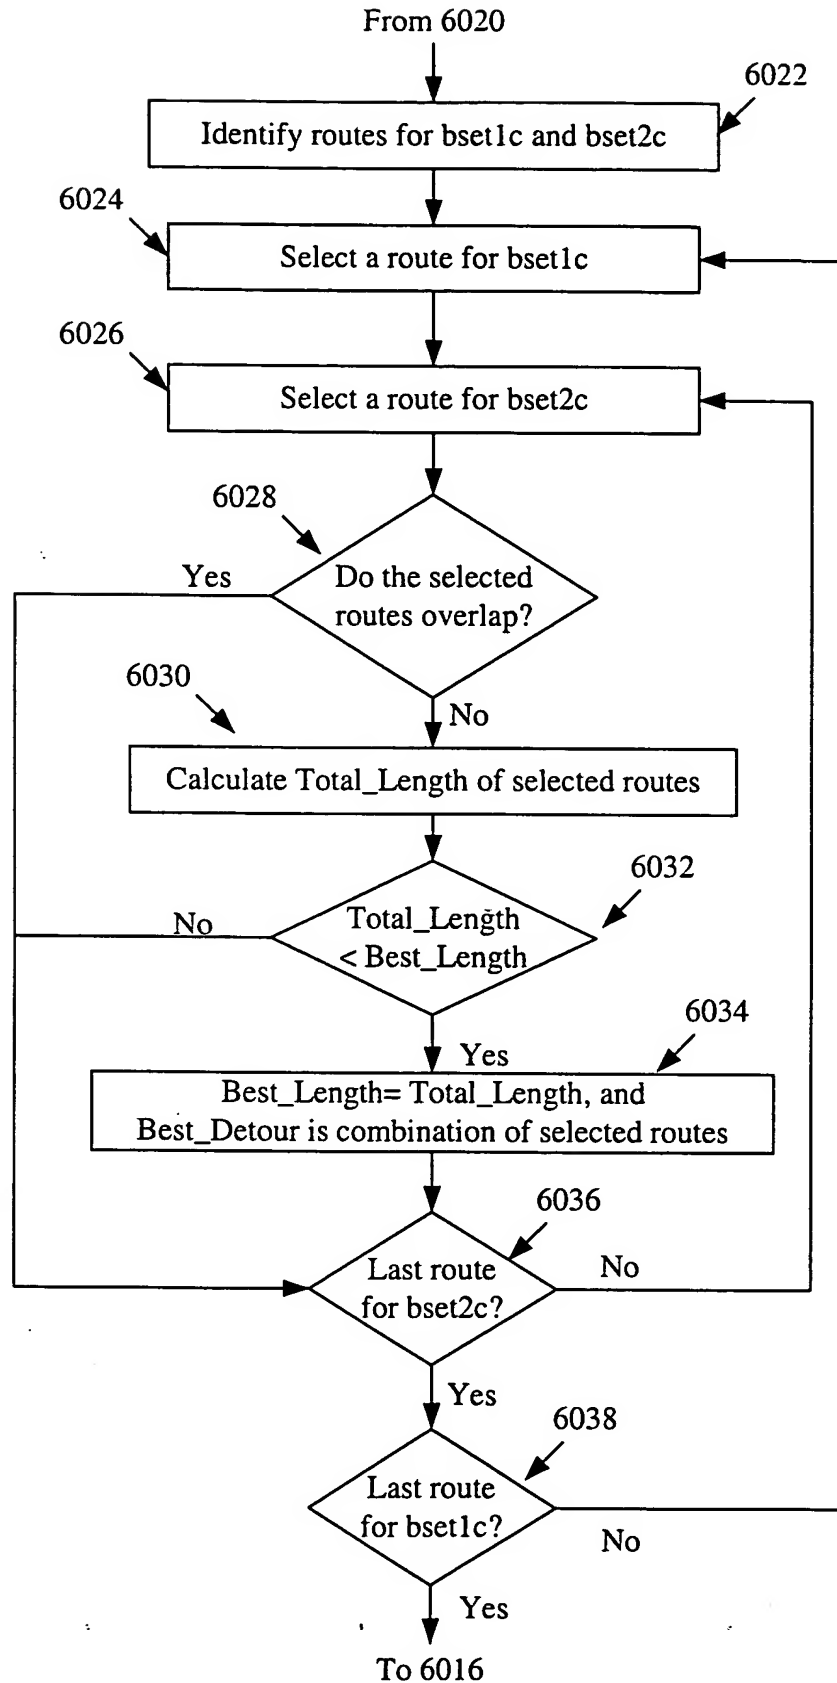 From 6020
6022
Identify routes for bset1c and bset2c
6024
Select a route for bset1c
6026
Select a route for bset2c
6028
Yes
Do the selected
routes overlap?
6030
No
Calculate Total_Length of selected routes
6032
No
Total_Length
< Best_Length
6034
Yes
Best_Length= Total_Length, and
Best_Detour is combination of selected routes
6036
Last route
for bset2c?
No
Yes
6038
Last route
for bset1c?
No
Yes
To 6016